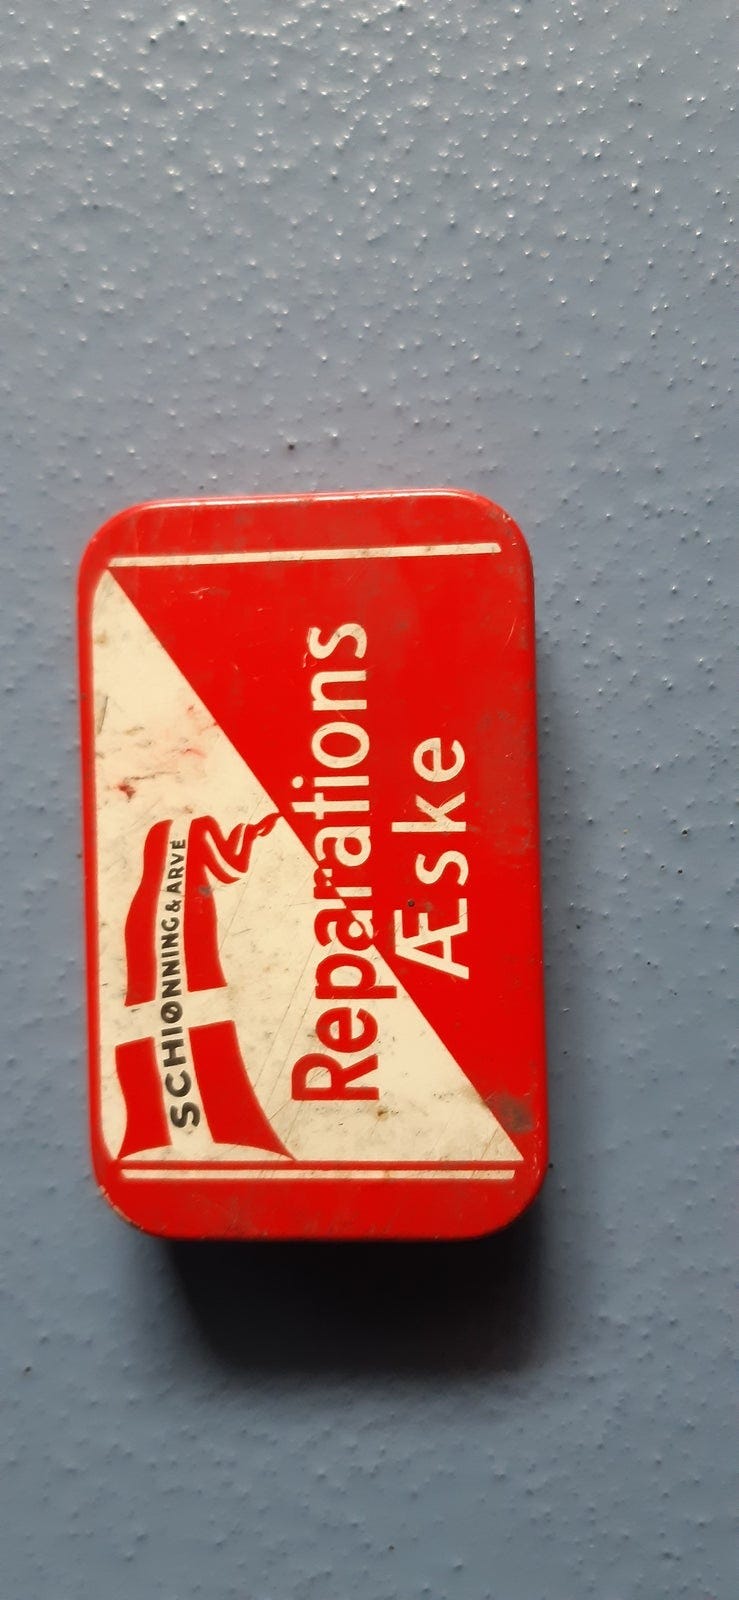 SCHIØNNING & ARVE
Reparations
Æske